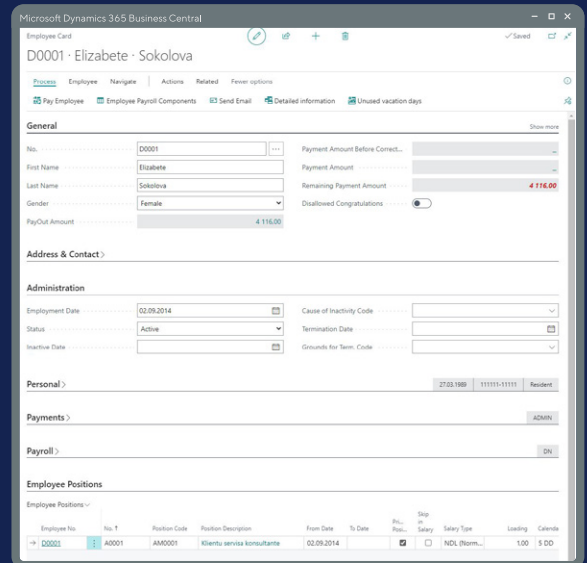 Microsoft Dynamics 365 Business Central
Employee Card
Saved
D0001 · Elizabete · Sokolova
Process Employee Navigate Actions Related Fewer options
Pay Employee Employee Payroll Components Send Email Detailed information Unused vacation days
General Show more
No. D0001 Payment Amount Before Correct...
First Name Elizabete Payment Amount
Last Name Sokolova Remaining Payment Amount 4 116.00
Gender Female Disallowed Congratulations
PayOut Amount 4 116.00
Address & Contact
Administration
Employment Date 02.09.2014 Cause of Inactivity Code
Status Active Termination Date
Inactive Date Grounds for Term. Code
Personal 27.03.1989 111111-11111 Resident
Payments ADMIN
Payroll DN
Employee Positions
Employee Positions
Employee No. No. ↑ Position Code Position Description From Date To Date Pri... Posi... Skip in Salary Salary Type Loading Calenda
D0001 A0001 AM0001 Klientu servisa konsultante 02.09.2014 NDL (Norm... 1.00 5 DD